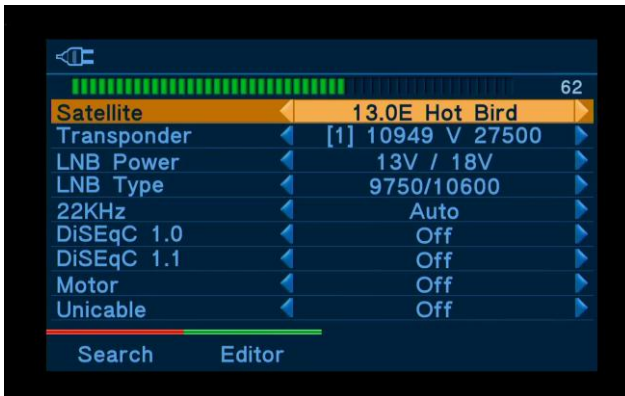 62
Satellite 13.0E Hot Bird
Transponder [1] 10949 V 27500
LNB Power 13V / 18V
LNB Type 9750/10600
22KHz Auto
DiSEqC 1.0 Off
DiSEqC 1.1 Off
Motor Off
Unicable Off
Search Editor